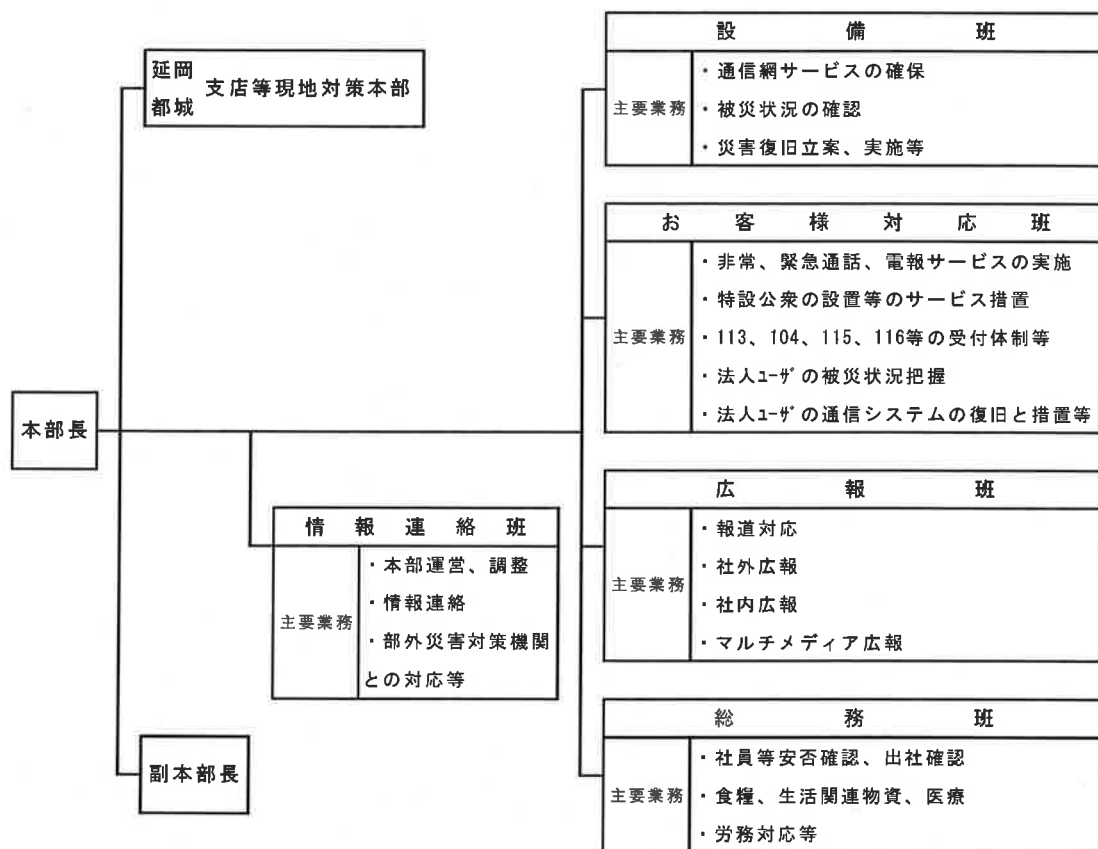 延岡
都城
支店等現地対策本部
本部長
副本部長
情報連絡班
主要業務
・本部運営、調整
・情報連絡
・部外災害対策機関
との対応等
設備班
主要業務
・通信網サービスの確保
・被災状況の確認
・災害復旧立案、実施等
お客様対応班
主要業務
・非常、緊急通話、電報サービスの実施
・特設公衆の設置等のサービス措置
・113、104、115、116等の受付体制等
・法人ﾕｰｻﾞの被災状況把握
・法人ﾕｰｻﾞの通信システムの復旧と措置等
広報班
主要業務
・報道対応
・社外広報
・社内広報
・マルチメディア広報
総務班
主要業務
・社員等安否確認、出社確認
・食糧、生活関連物資、医療
・労務対応等